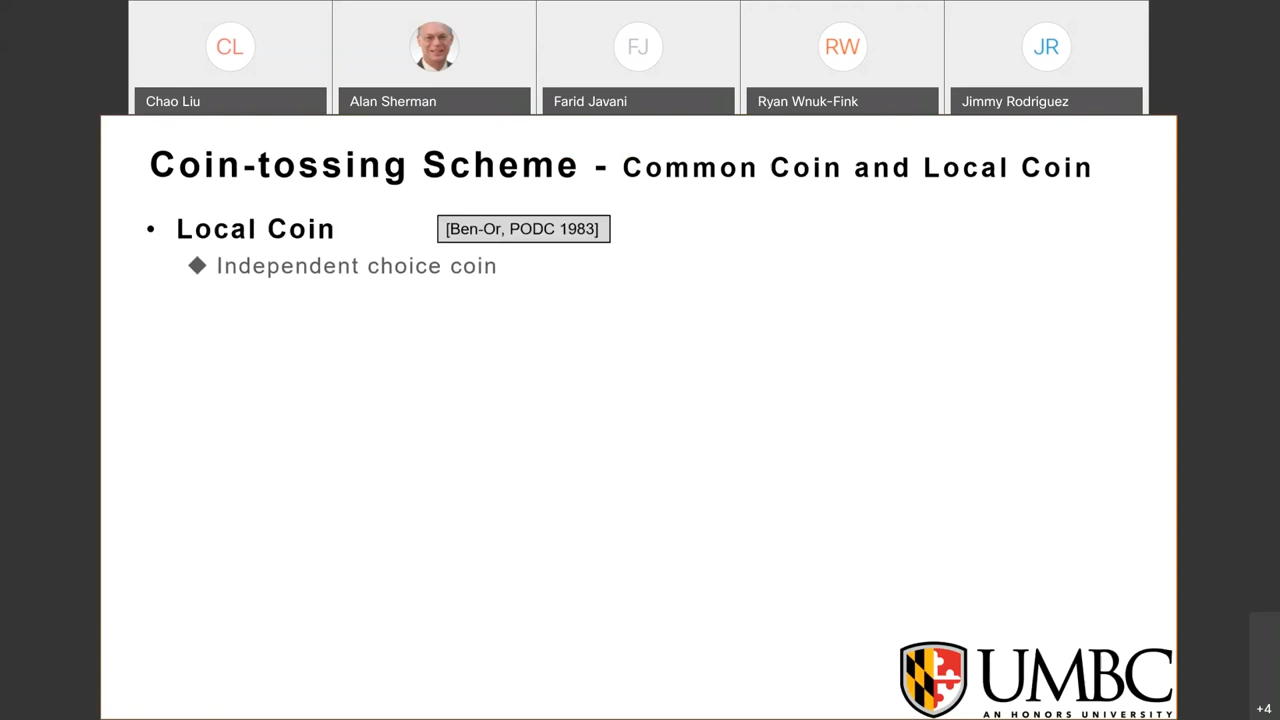 CL
FJ
RW
JR
Chao Liu
Alan Sherman
Farid Javani
Ryan Wnuk-Fink
Jimmy Rodriguez
Coin-tossing Scheme - Common Coin and Local Coin
• Local Coin [Ben-Or, PODC 1983]
◆ Independent choice coin
UMBC
AN HONORS UNIVERSITY
+4